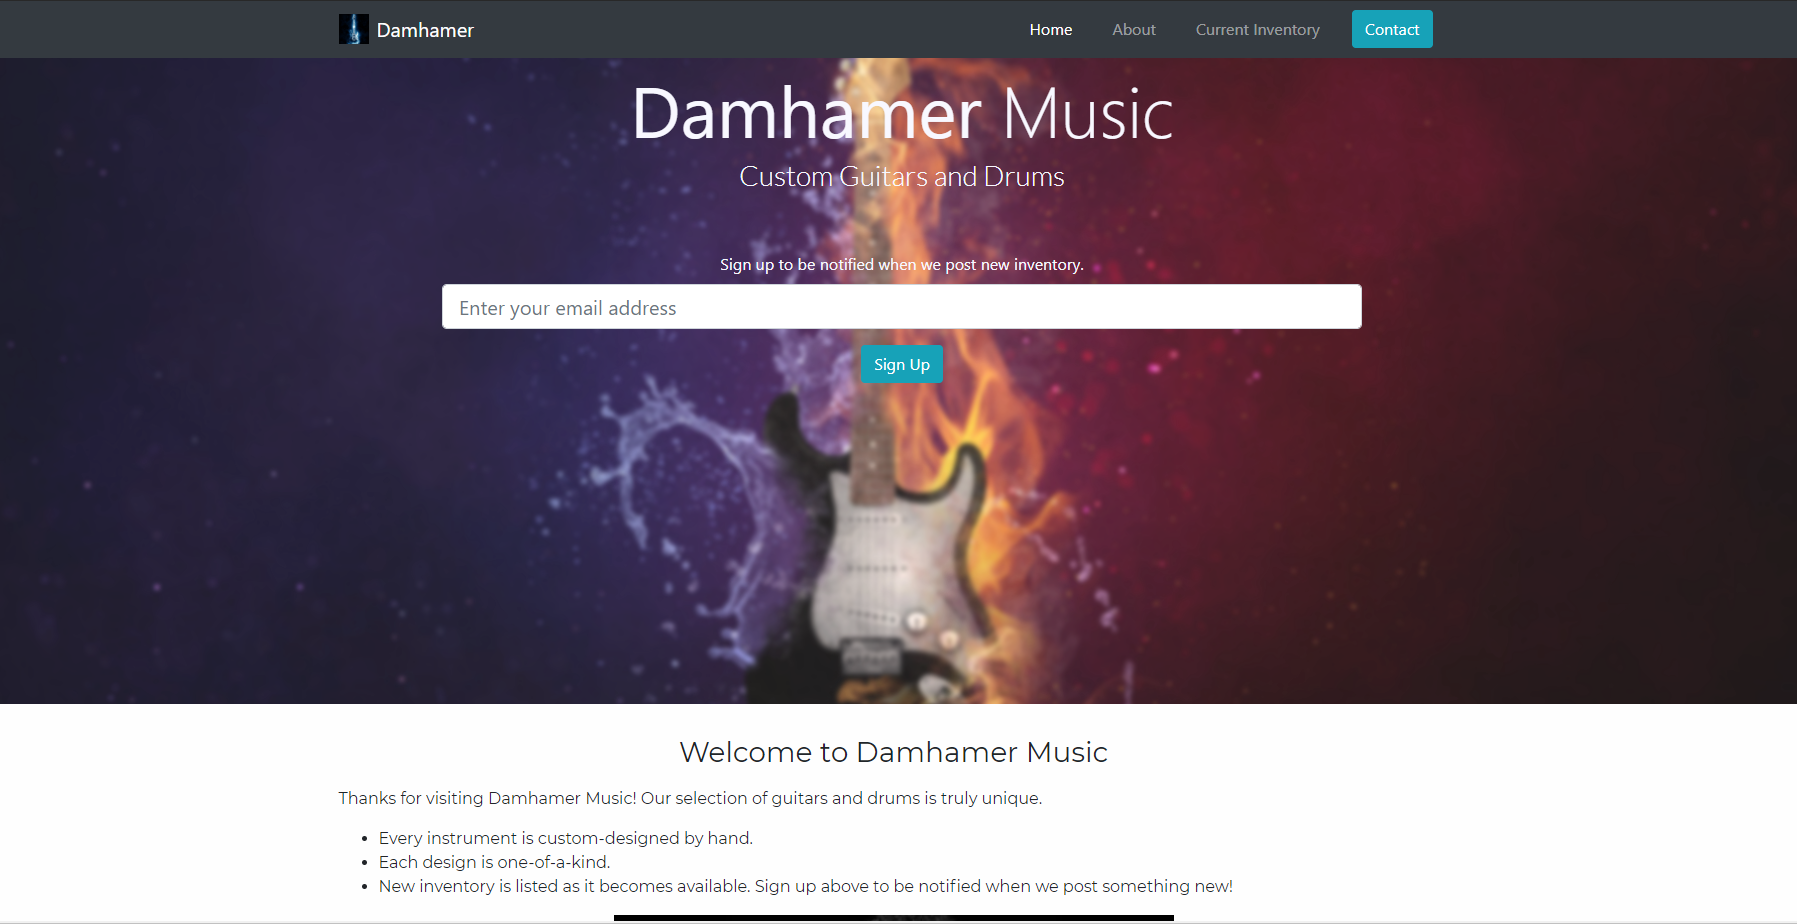 Damhamer
Home
About
Current Inventory
Contact
Damhamer Music
Custom Guitars and Drums
Sign up to be notified when we post new inventory.
Enter your email address
Sign Up
Welcome to Damhamer Music
Thanks for visiting Damhamer Music! Our selection of guitars and drums is truly unique.
Every instrument is custom-designed by hand.
Each design is one-of-a-kind.
New inventory is listed as it becomes available. Sign up above to be notified when we post something new!